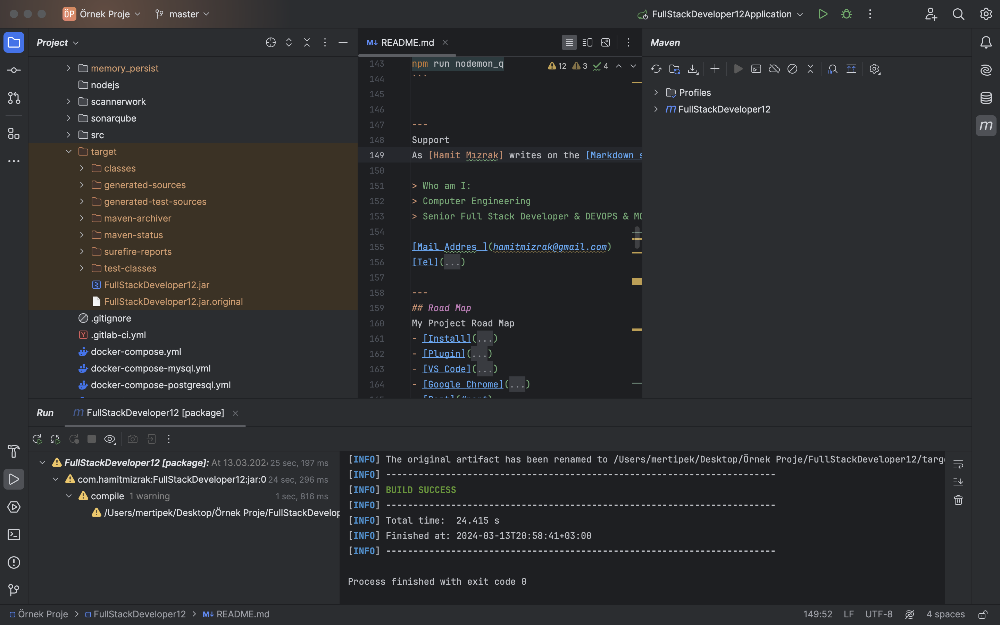 ÖP Örnek Proje master FullStackDeveloper12Application
Project
memory_persist
nodejs
scannerwork
sonarqube
src
target
classes
generated-sources
generated-test-sources
maven-archiver
maven-status
surefire-reports
test-classes
FullStackDeveloper12.jar
FullStackDeveloper12.jar.original
.gitignore
.gitlab-ci.yml
docker-compose.yml
docker-compose-mysql.yml
docker-compose-postgresql.yml
M↓ README.md
12 3 4
143 npm run nodemon_q
144 ```
145
146
147 ---
148 Support
149 As [Hamit Mızrak] writes on the [Markdown s
150
151 > Who am I:
152 > Computer Engineering
153 > Senior Full Stack Developer & DEVOPS & MO
154
155 [Mail Addres ](hamitmizrak@gmail.com)
156 [Tel](...)
157
158 ---
159 ## Road Map
160 My Project Road Map
161 - [Install](...)
162 - [Plugin](...)
163 - [VS Code](...)
164 - [Google Chrome](...)
Maven
Profiles
m FullStackDeveloper12
m
Run
m FullStackDeveloper12 [package]
FullStackDeveloper12 [package]: At 13.03.202 25 sec, 197 ms
com.hamitmizrak:FullStackDeveloper12:jar:0 24 sec, 296 ms
compile 1 warning 1 sec, 816 ms
/Users/mertipek/Desktop/Örnek Proje/FullStackDevelop
[INFO] The original artifact has been renamed to /Users/mertipek/Desktop/Örnek Proje/FullStackDeveloper12/targe
[INFO] ------------------------------------------------------------------------
[INFO] BUILD SUCCESS
[INFO] ------------------------------------------------------------------------
[INFO] Total time:  24.415 s
[INFO] Finished at: 2024-03-13T20:58:41+03:00
[INFO] ------------------------------------------------------------------------
Process finished with exit code 0
Örnek Proje > FullStackDeveloper12 > M↓ README.md
149:52 LF UTF-8 4 spaces